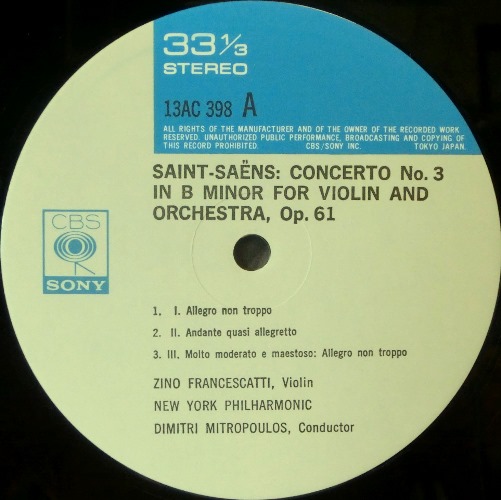 33 1/3
STEREO
13AC 398 A
ALL RIGHTS OF THE MANUFACTURER AND OF THE OWNER OF THE RECORDED WORK
RESERVED. UNAUTHORIZED PUBLIC PERFORMANCE, BROADCASTING AND COPYING OF
THIS RECORD PROHIBITED. CBS/SONY INC. TOKYO JAPAN.
SAINT-SAËNS: CONCERTO No. 3
IN B MINOR FOR VIOLIN AND
ORCHESTRA, Op. 61
CBS
SONY
1. I. Allegro non troppo
2. II. Andante quasi allegretto
3. III. Molto moderato e maestoso: Allegro non troppo
ZINO FRANCESCATTI, Violin
NEW YORK PHILHARMONIC
DIMITRI MITROPOULOS, Conductor